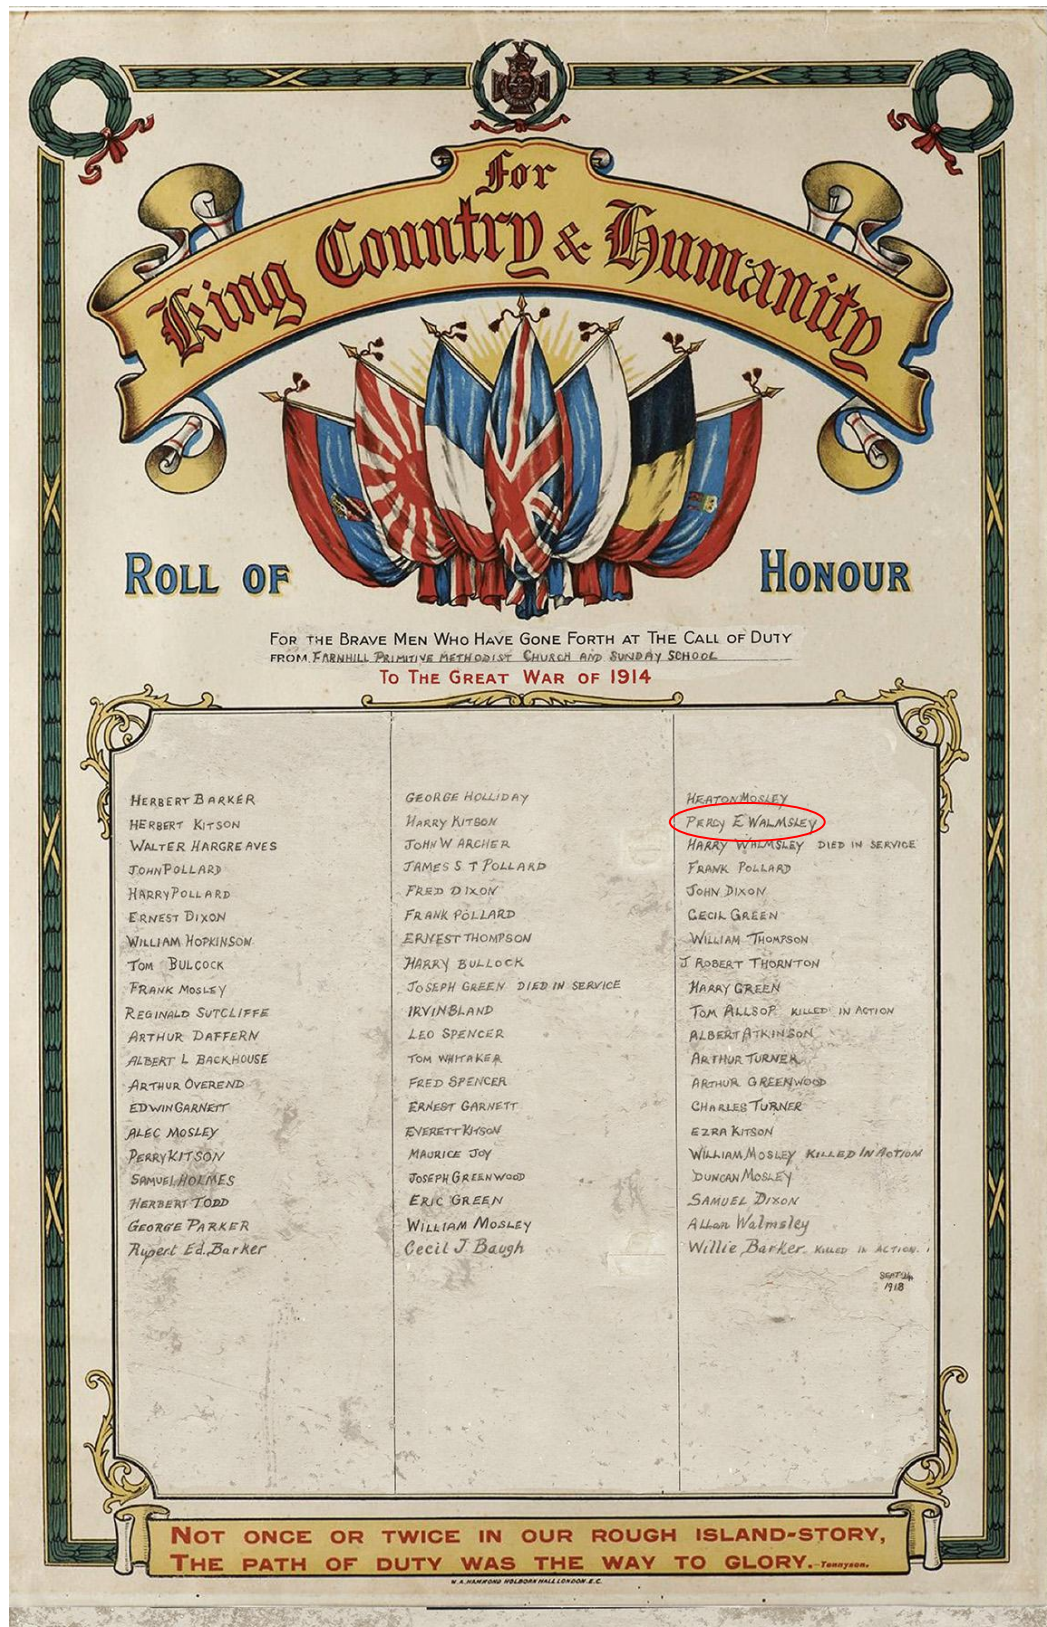 For
King Country & Humanity
ROLL OF HONOUR
FOR THE BRAVE MEN WHO HAVE GONE FORTH AT THE CALL OF DUTY
FROM FARNHILL PRIMITIVE METHODIST CHURCH AND SUNDAY SCHOOL
TO THE GREAT WAR OF 1914
HERBERT BARKER
HERBERT KITSON
WALTER HARGREAVES
JOHN POLLARD
HARRY POLLARD
ERNEST DIXON
WILLIAM HOPKINSON
TOM BULCOCK
FRANK MOSLEY
REGINALD SUTCLIFFE
ARTHUR DAFFERN
ALBERT L BACKHOUSE
ARTHUR OVEREND
EDWIN GARNETT
ALEC MOSLEY
PERRY KITSON
SAMUEL HOLMES
HERBERT TODD
GEORGE PARKER
Rupert Ed. Barker
GEORGE HOLLIDAY
HARRY KITSON
JOHN W ARCHER
JAMES S T POLLARD
FRED DIXON
FRANK POLLARD
ERNEST THOMPSON
HARRY BULLOCK
JOSEPH GREEN DIED IN SERVICE
IRVIN BLAND
LEO SPENCER
TOM WHITAKER
FRED SPENCER
ERNEST GARNETT
EVERETT KITSON
MAURICE JOY
JOSEPH GREENWOOD
ERIC GREEN
WILLIAM MOSLEY
Cecil J. Baugh
HEATON MOSLEY
PERCY E WALMSLEY
HARRY WALMSLEY DIED IN SERVICE
FRANK POLLARD
JOHN DIXON
CECIL GREEN
WILLIAM THOMPSON
J ROBERT THORNTON
HARRY GREEN
TOM ALLSOP KILLED IN ACTION
ALBERT ATKINSON
ARTHUR TURNER
ARTHUR GREENWOOD
CHARLES TURNER
EZRA KITSON
WILLIAM MOSLEY KILLED IN ACTION
DUNCAN MOSLEY
SAMUEL DIXON
Allan Walmsley
Willie Barker KILLED IN ACTION.
SEPT 24
1918
NOT ONCE OR TWICE IN OUR ROUGH ISLAND-STORY,
THE PATH OF DUTY WAS THE WAY TO GLORY.-Tennyson.
W.A. HAMMOND HOLBORN HALL LONDON. E.C.